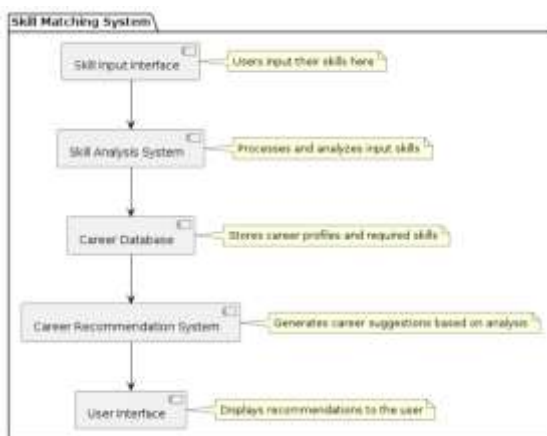 Skill Matching System
Skill Input Interface
Users input their skills here
Skill Analysis System
Processes and analyzes input skills
Career Database
Stores career profiles and required skills
Career Recommendation System
Generates career suggestions based on analysis
User Interface
Displays recommendations to the user